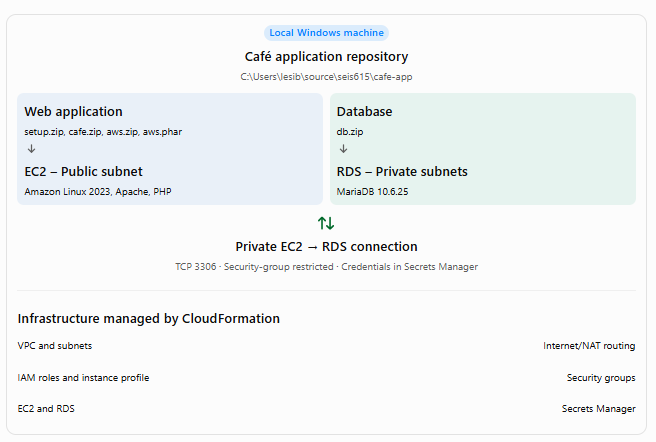 Local Windows machine
Café application repository
C:\Users\lesib\source\seis615\cafe-app
Web application
setup.zip, cafe.zip, aws.zip, aws.phar
↓
EC2 – Public subnet
Amazon Linux 2023, Apache, PHP
Database
db.zip
↓
RDS – Private subnets
MariaDB 10.6.25
Private EC2 → RDS connection
TCP 3306 · Security-group restricted · Credentials in Secrets Manager
Infrastructure managed by CloudFormation
VPC and subnets
Internet/NAT routing
IAM roles and instance profile
Security groups
EC2 and RDS
Secrets Manager